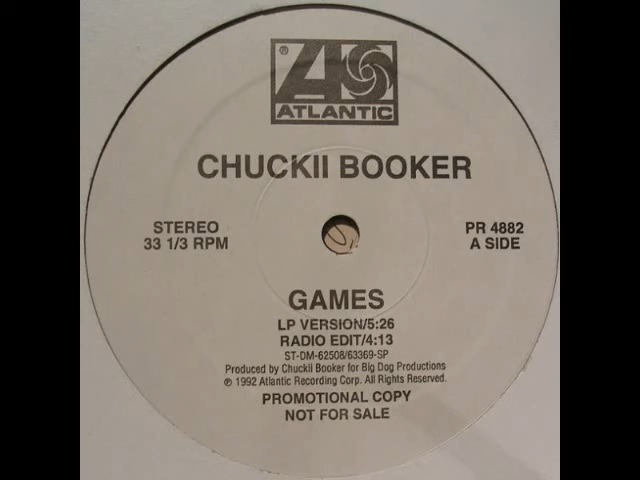 ®
ATLANTIC
CHUCKII BOOKER
STEREO
33 1/3 RPM
PR 4882
A SIDE
GAMES
LP VERSION/5:26
RADIO EDIT/4:13
ST-DM-62508/63369-SP
Produced by Chuckii Booker for Big Dog Productions
℗ 1992 Atlantic Recording Corp. All Rights Reserved.
PROMOTIONAL COPY
NOT FOR SALE